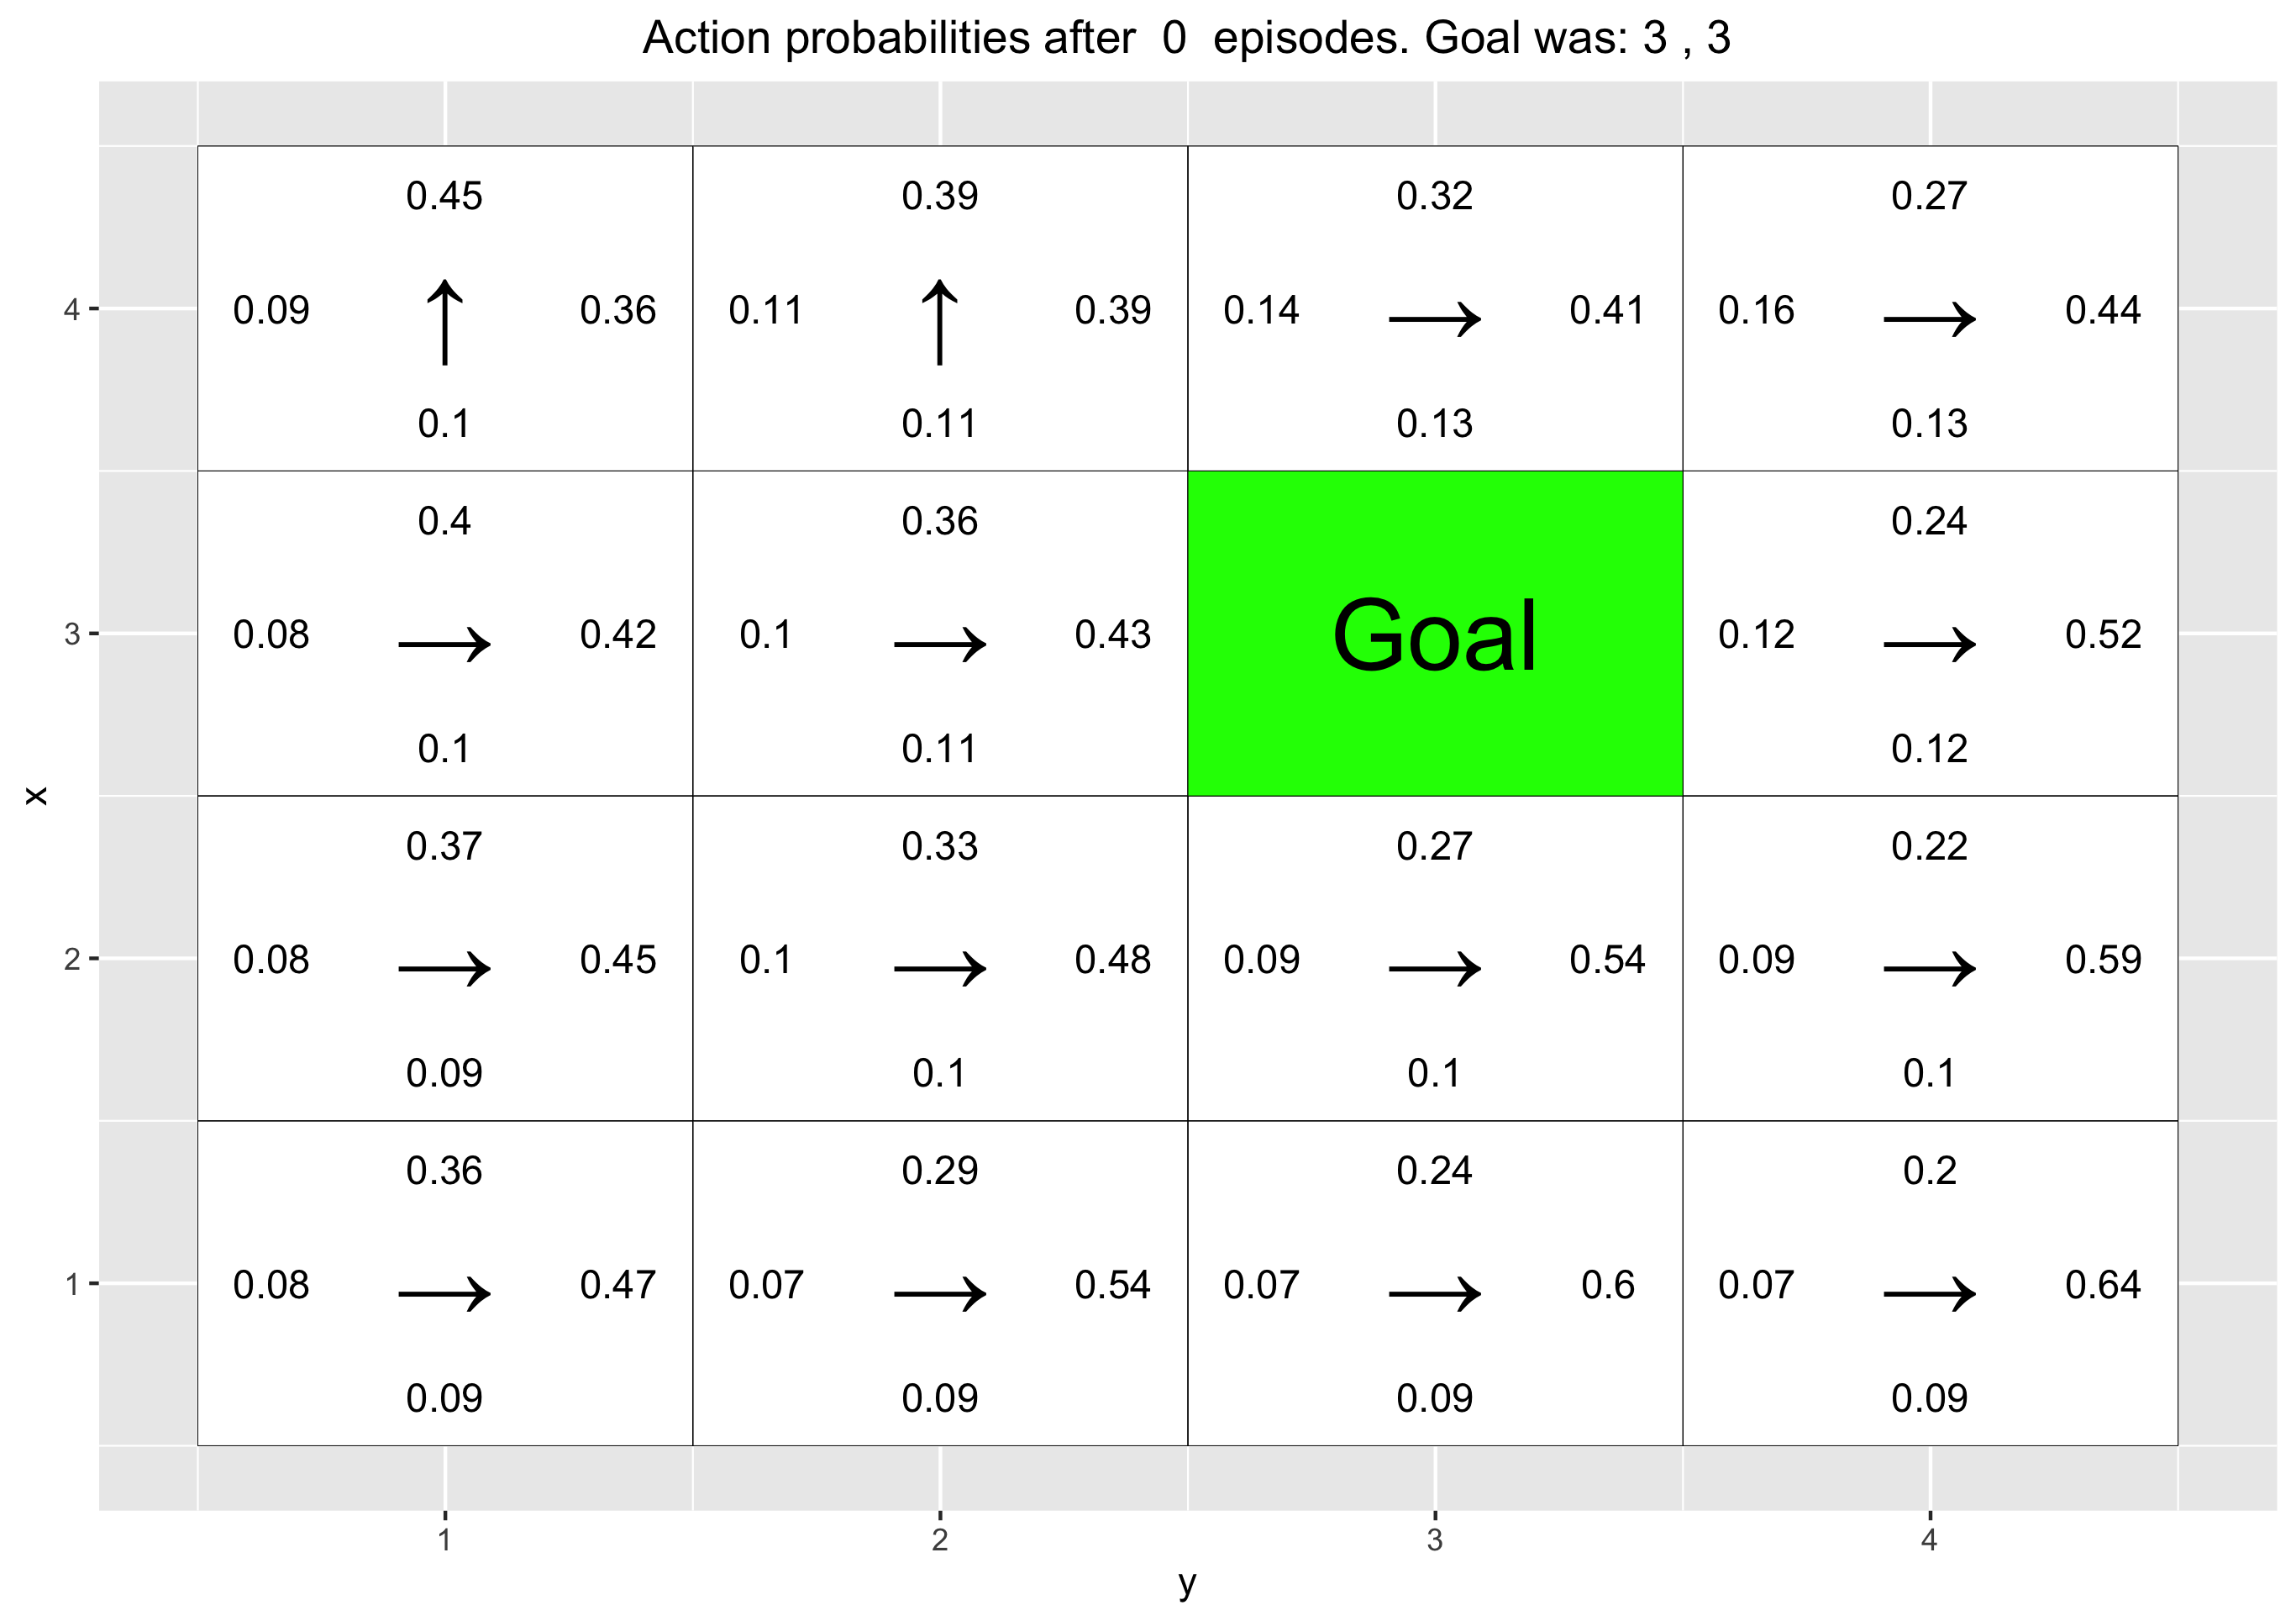 Action probabilities after 0 episodes. Goal was: 3 , 3
0.45 0.39 0.32 0.27
4 0.09 ↑ 0.36 0.11 ↑ 0.39 0.14 → 0.41 0.16 → 0.44
0.1 0.11 0.13 0.13
0.4 0.36 0.24
3 0.08 → 0.42 0.1 → 0.43 Goal 0.12 → 0.52
0.1 0.11 0.12
x
0.37 0.33 0.27 0.22
2 0.08 → 0.45 0.1 → 0.48 0.09 → 0.54 0.09 → 0.59
0.09 0.1 0.1 0.1
0.36 0.29 0.24 0.2
1 0.08 → 0.47 0.07 → 0.54 0.07 → 0.6 0.07 → 0.64
0.09 0.09 0.09 0.09
1 2 3 4
y